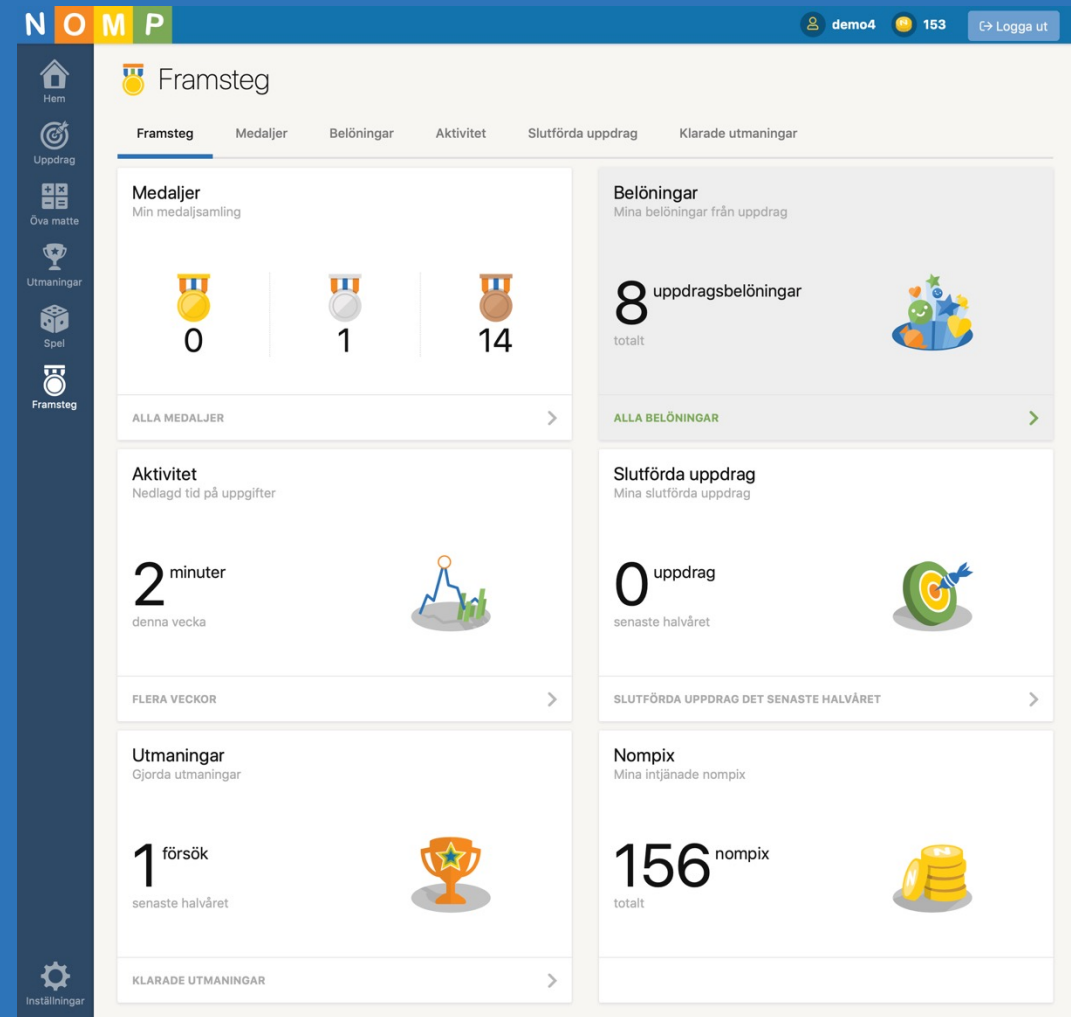 NOMP
demo4
153
Logga ut
Hem
Uppdrag
Öva matte
Utmaningar
Spel
Framsteg
Inställningar
Framsteg
Framsteg Medaljer Belöningar Aktivitet Slutförda uppdrag Klarade utmaningar
Medaljer
Min medaljsamling
0 1 14
ALLA MEDALJER
Belöningar
Mina belöningar från uppdrag
8 uppdragsbelöningar
totalt
ALLA BELÖNINGAR
Aktivitet
Nedlagd tid på uppgifter
2 minuter
denna vecka
FLERA VECKOR
Slutförda uppdrag
Mina slutförda uppdrag
0 uppdrag
senaste halvåret
SLUTFÖRDA UPPDRAG DET SENASTE HALVÅRET
Utmaningar
Gjorda utmaningar
1 försök
senaste halvåret
KLARADE UTMANINGAR
Nompix
Mina intjänade nompix
156 nompix
totalt